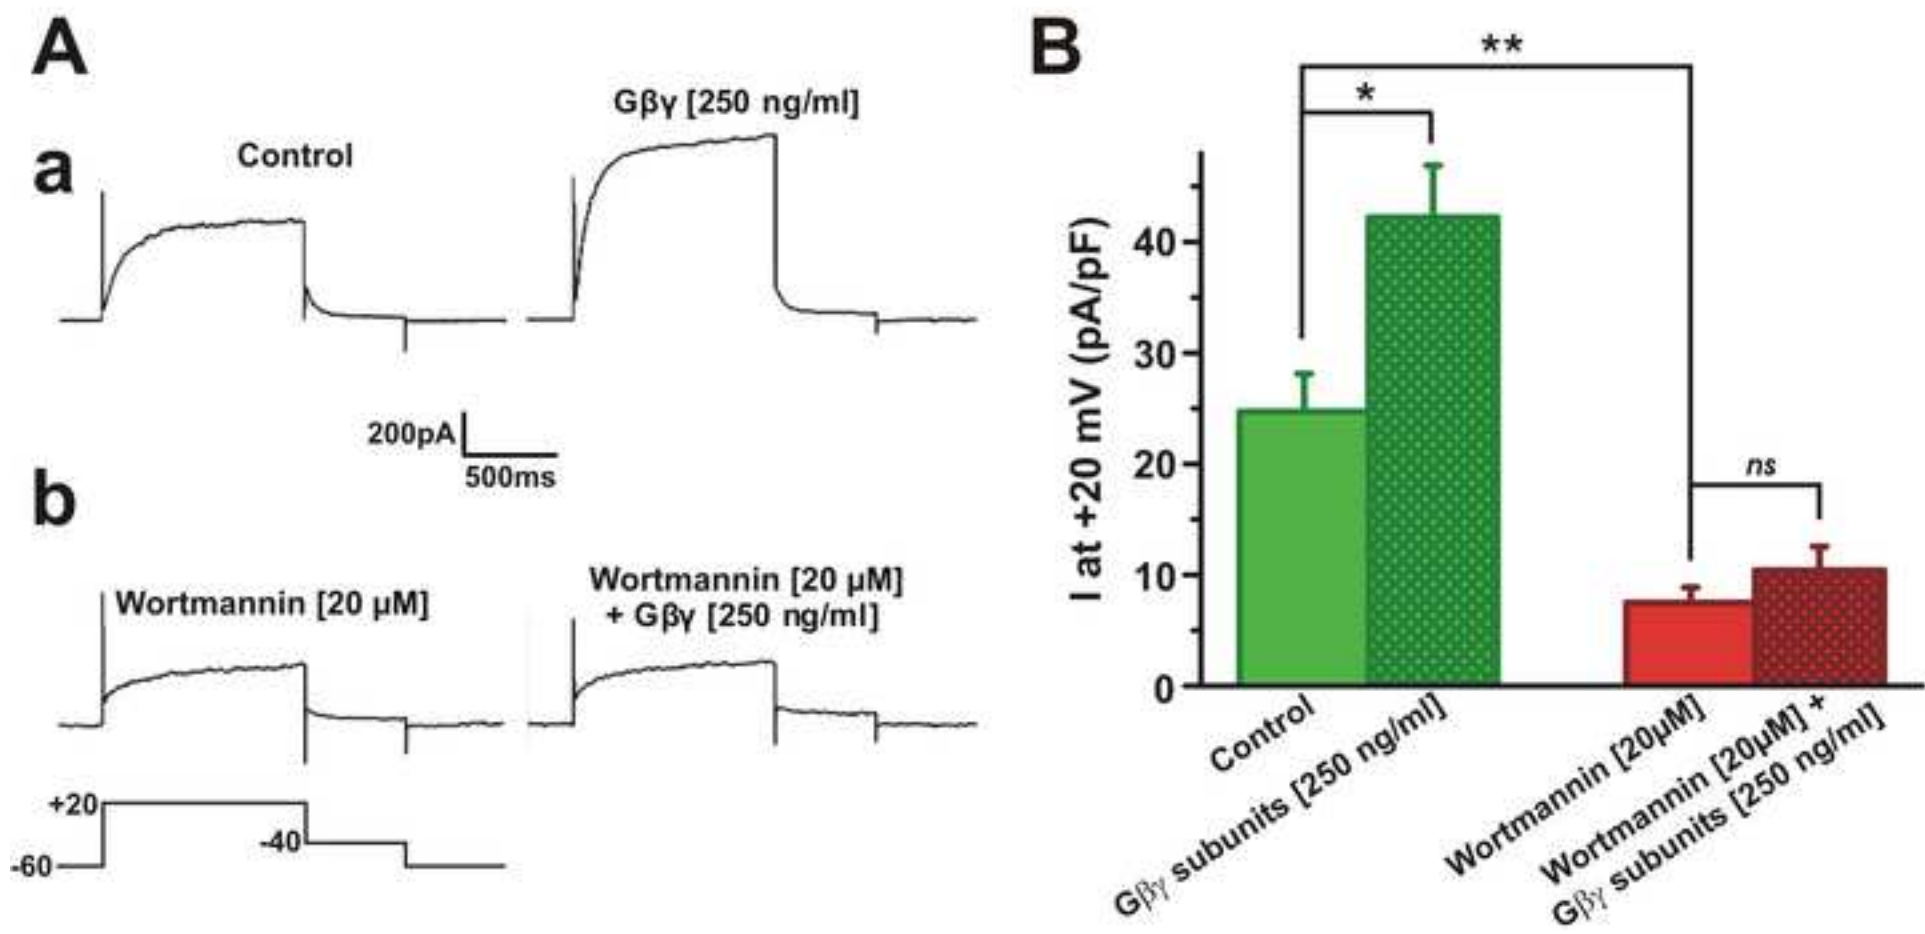 A
B
a
Control
Gβγ [250 ng/ml]
200pA
500ms
b
Wortmannin [20 µM]
Wortmannin [20 µM]
+ Gβγ [250 ng/ml]
+20
-40
-60
**
*
ns
I at +20 mV (pA/pF)
40
30
20
10
0
Control
Gβγ subunits [250 ng/ml]
Wortmannin [20µM]
Wortmannin [20µM] +
Gβγ subunits [250 ng/ml]